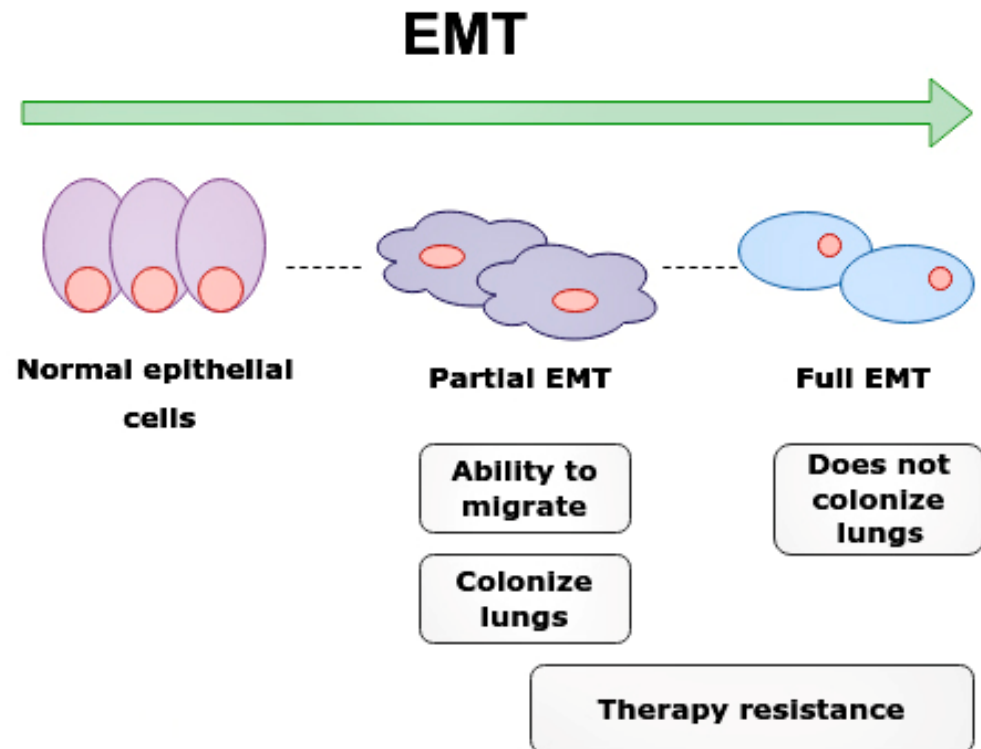 EMT
Normal epithelial
cells
Partial EMT
Full EMT
Ability to
migrate
Does not
colonize
lungs
Colonize
lungs
Therapy resistance